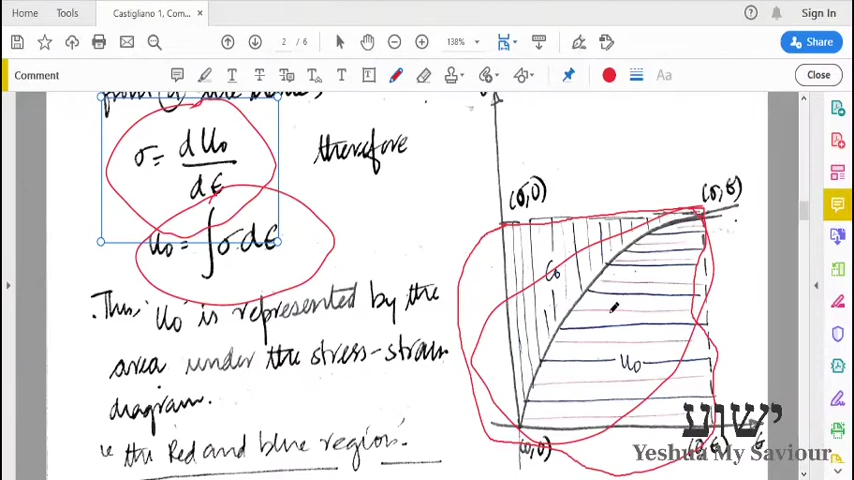 Home
Tools
Castigliano 1, Com...
Sign In
2 / 6
138%
Share
Comment
Close
σ = dU₀/dϵ
therefore
U₀ = ∫σdϵ
Thus, 'U₀' is represented by the
area under the stress-strain
diagram.
the Red and blue region'.
(σ,0)
(σ,ϵ)
C₀
U₀
(0,0)
ϵ
ישוע
Yeshua My Saviour